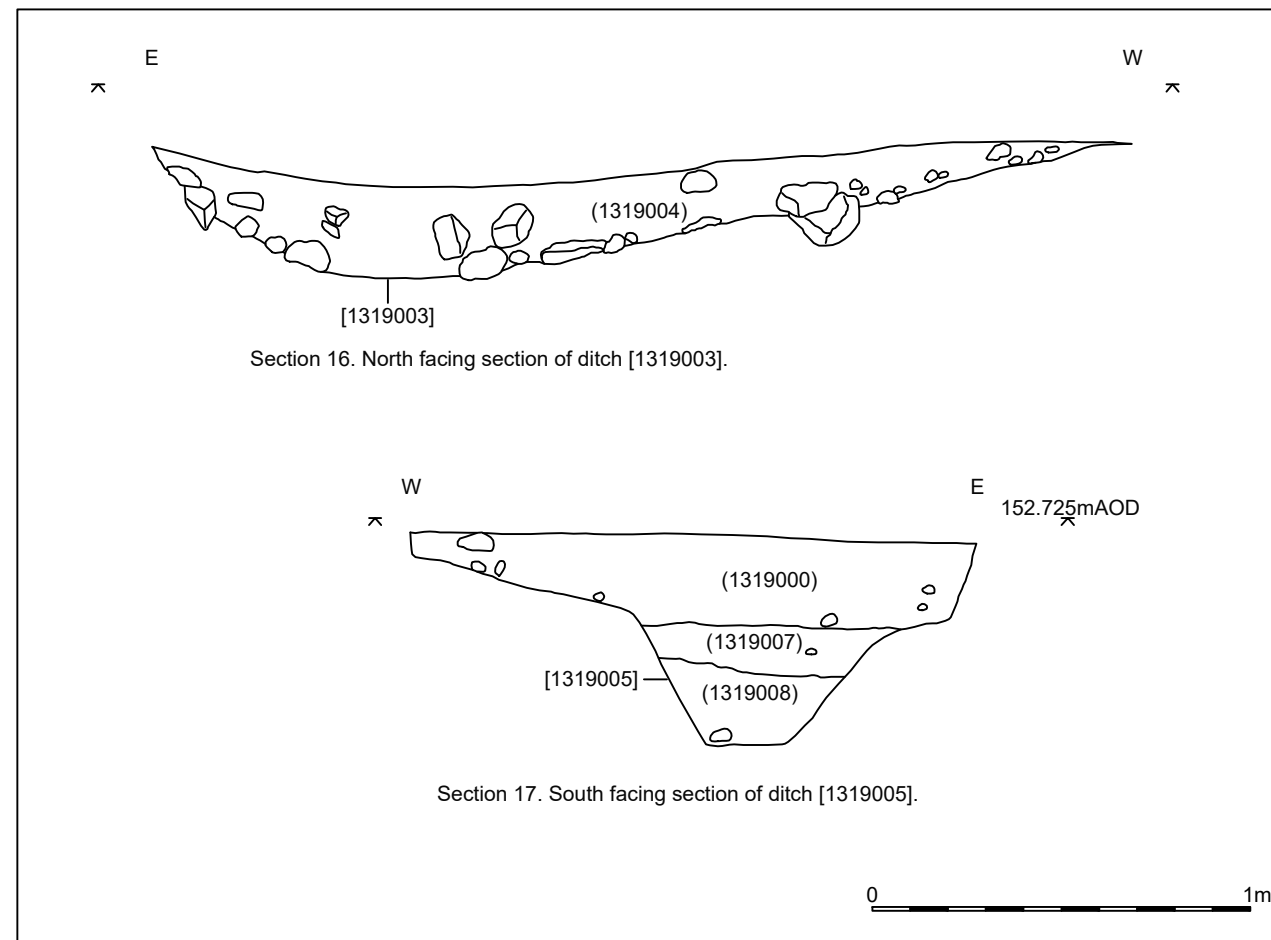 E W
(1319004)
[1319003]
Section 16. North facing section of ditch [1319003].
W E
152.725mAOD
(1319000)
(1319007)
[1319005]
(1319008)
Section 17. South facing section of ditch [1319005].
0 1m